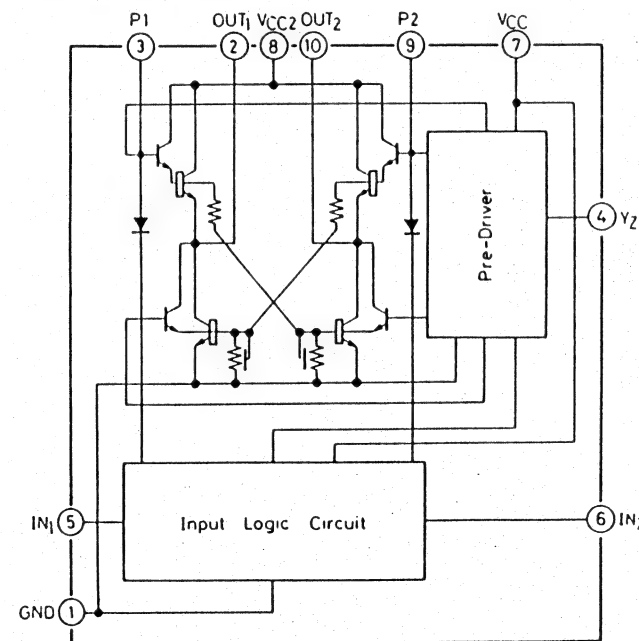 P1 OUT1 VCC2 OUT2 P2 VCC
3 2 8 10 9 7
4 Y2
Pre-Driver
IN1 5
Input Logic Circuit
6 IN
GND 1